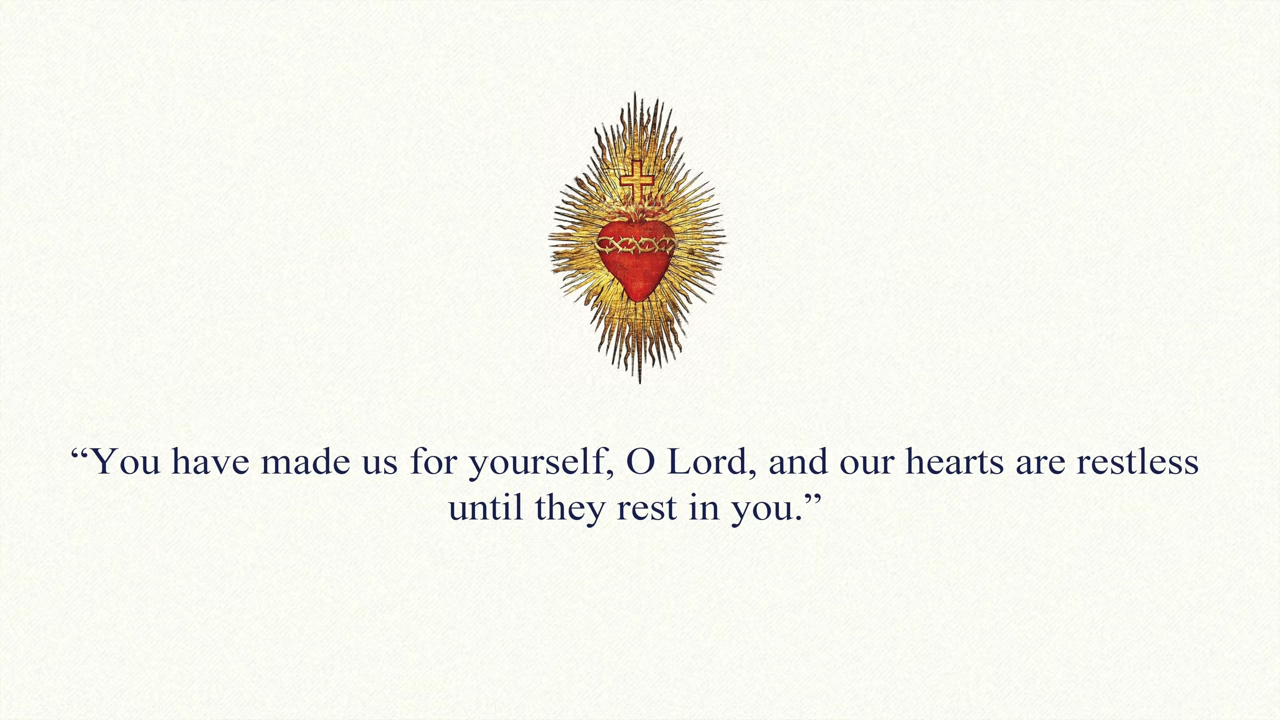 “You have made us for yourself, O Lord, and our hearts are restless
until they rest in you.”